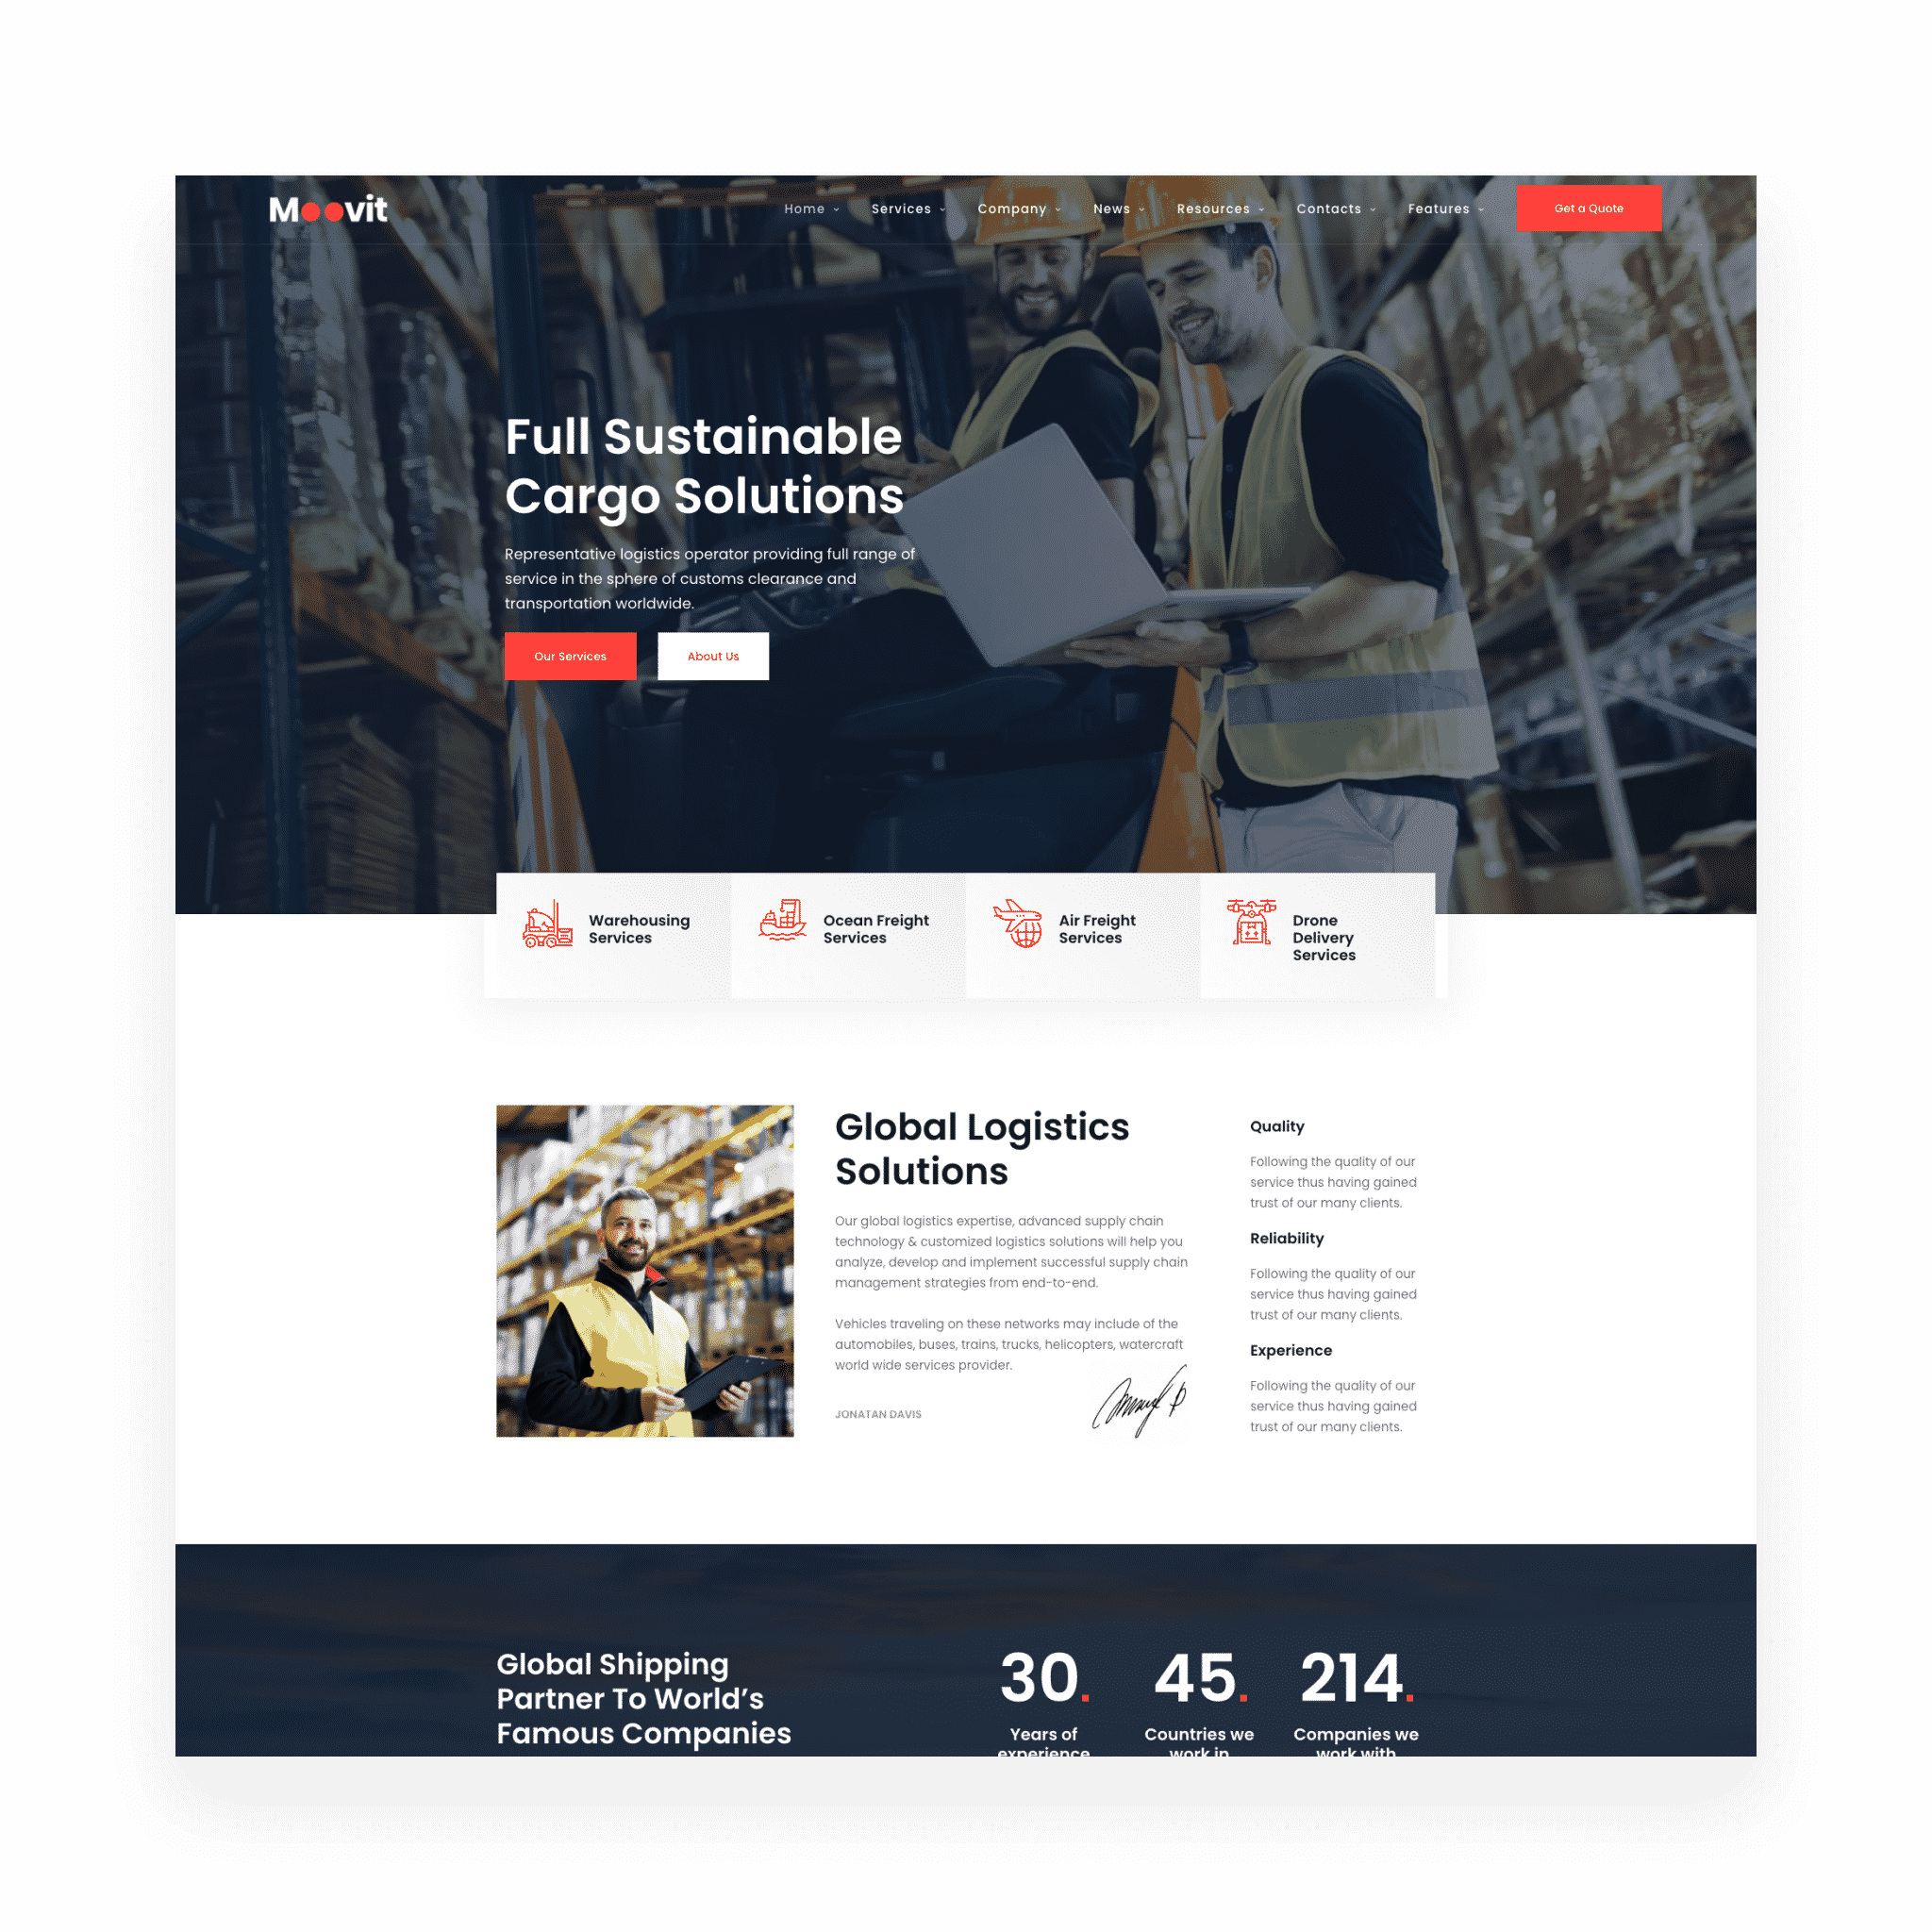 Moovit
Home
Services
Company
News
Resources
Contacts
Features
Get a Quote
Full Sustainable
Cargo Solutions
Representative logistics operator providing full range of
service in the sphere of customs clearance and
transportation worldwide.
Our Services
About Us
Warehousing
Services
Ocean Freight
Services
Air Freight
Services
Drone
Delivery
Services
Global Logistics
Solutions
Our global logistics expertise, advanced supply chain
technology & customized logistics solutions will help you
analyze, develop and implement successful supply chain
management strategies from end-to-end.
Vehicles traveling on these networks may include of the
automobiles, buses, trains, trucks, helicopters, watercraft
world wide services provider.
JONATAN DAVIS
Quality
Following the quality of our
service thus having gained
trust of our many clients.
Reliability
Following the quality of our
service thus having gained
trust of our many clients.
Experience
Following the quality of our
service thus having gained
trust of our many clients.
Global Shipping
Partner To World’s
Famous Companies
30.
Years of
experience
45.
Countries we
work in
214.
Companies we
work with